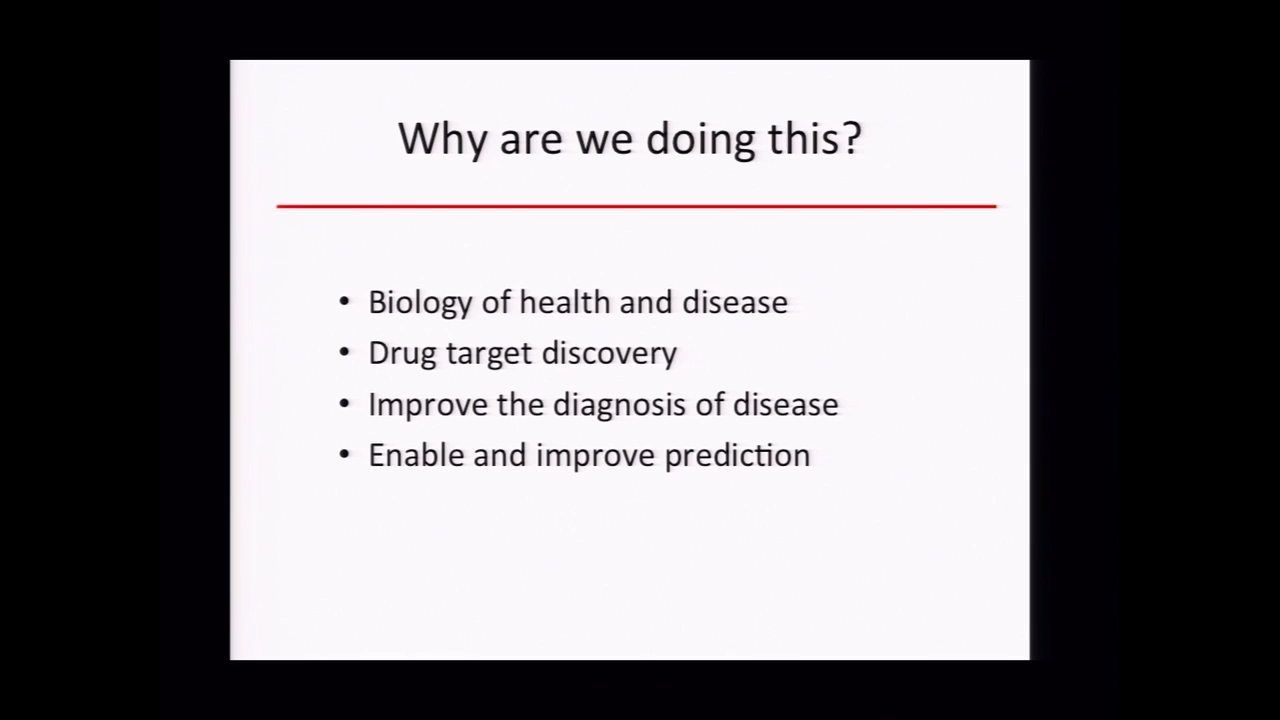 Why are we doing this?
• Biology of health and disease
• Drug target discovery
• Improve the diagnosis of disease
• Enable and improve prediction